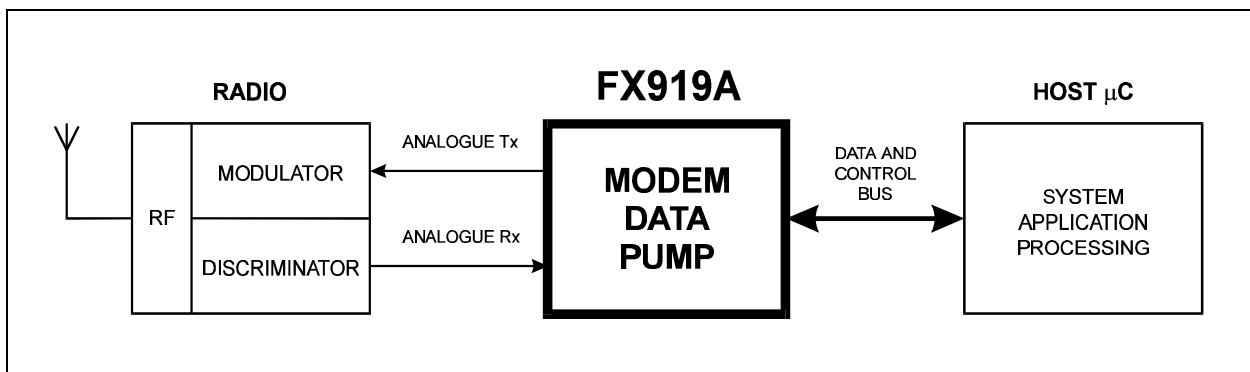 RADIO
RF
MODULATOR
DISCRIMINATOR
ANALOGUE Tx
ANALOGUE Rx
FX919A
MODEM
DATA
PUMP
DATA AND
CONTROL
BUS
HOST µC
SYSTEM
APPLICATION
PROCESSING